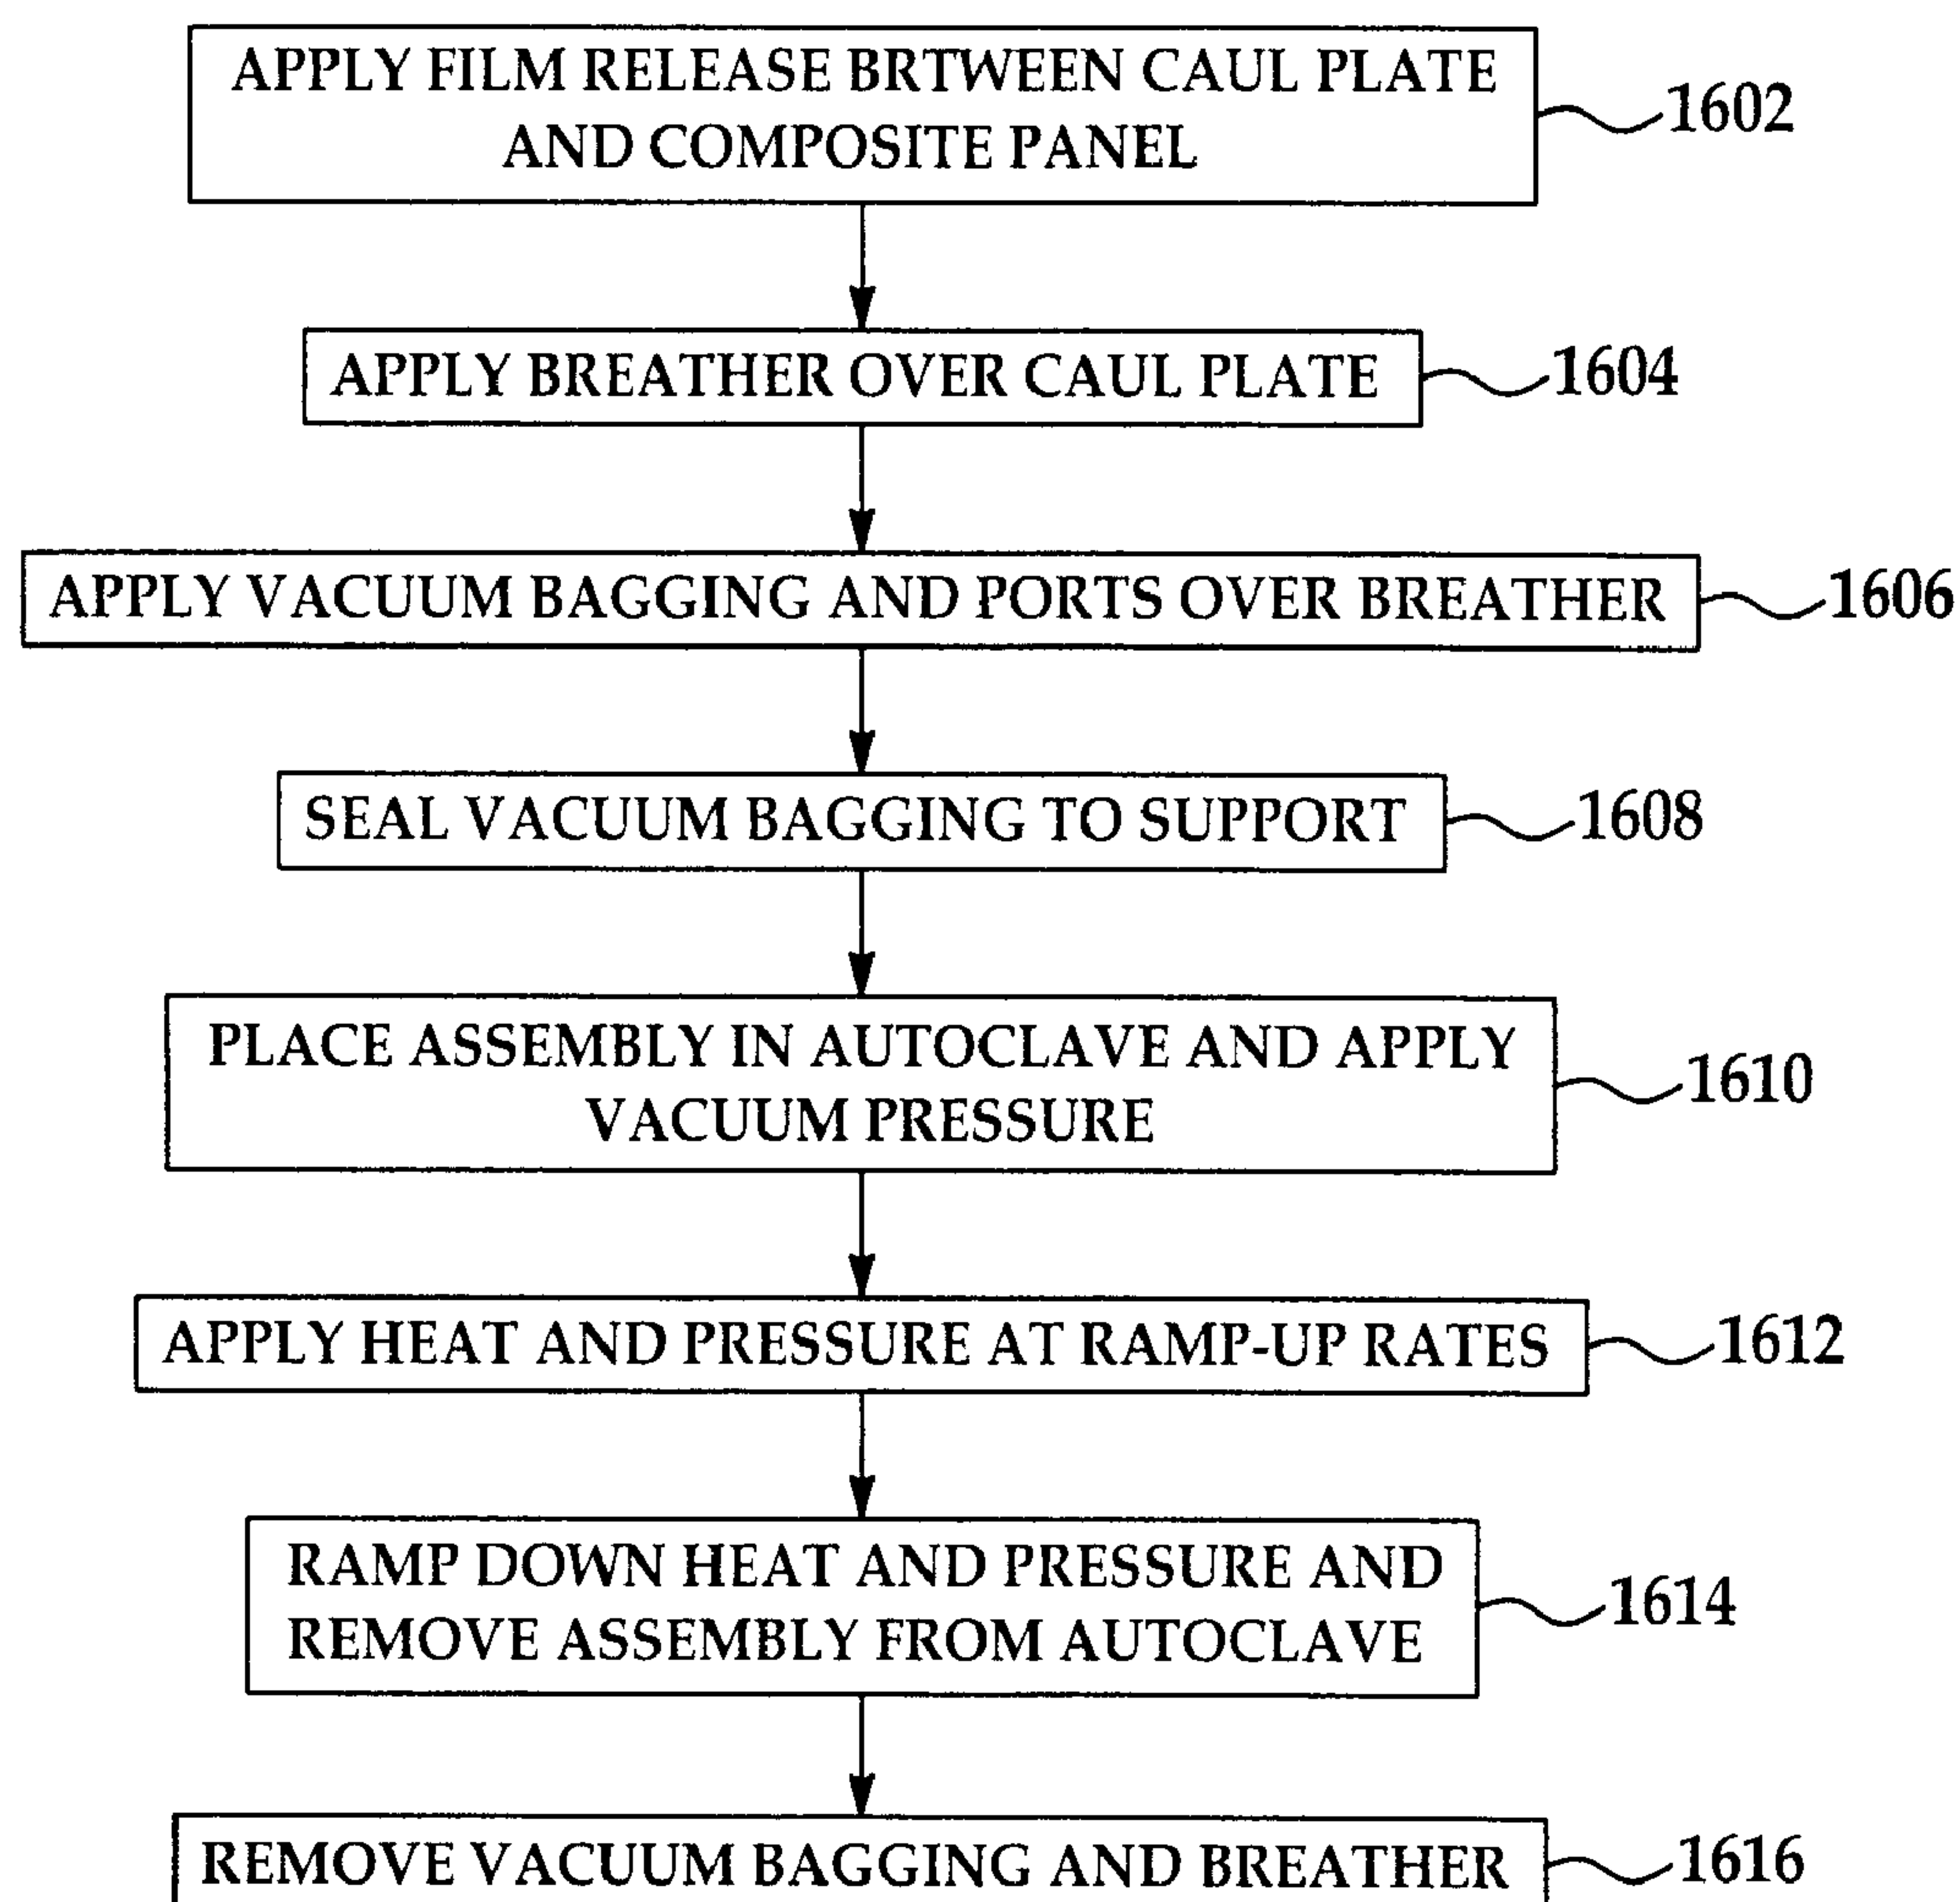 APPLY FILM RELEASE BRTWEEN CAUL PLATE
AND COMPOSITE PANEL
1602
APPLY BREATHER OVER CAUL PLATE
1604
APPLY VACUUM BAGGING AND PORTS OVER BREATHER
1606
SEAL VACUUM BAGGING TO SUPPORT
1608
PLACE ASSEMBLY IN AUTOCLAVE AND APPLY
VACUUM PRESSURE
1610
APPLY HEAT AND PRESSURE AT RAMP-UP RATES
1612
RAMP DOWN HEAT AND PRESSURE AND
REMOVE ASSEMBLY FROM AUTOCLAVE
1614
REMOVE VACUUM BAGGING AND BREATHER
1616